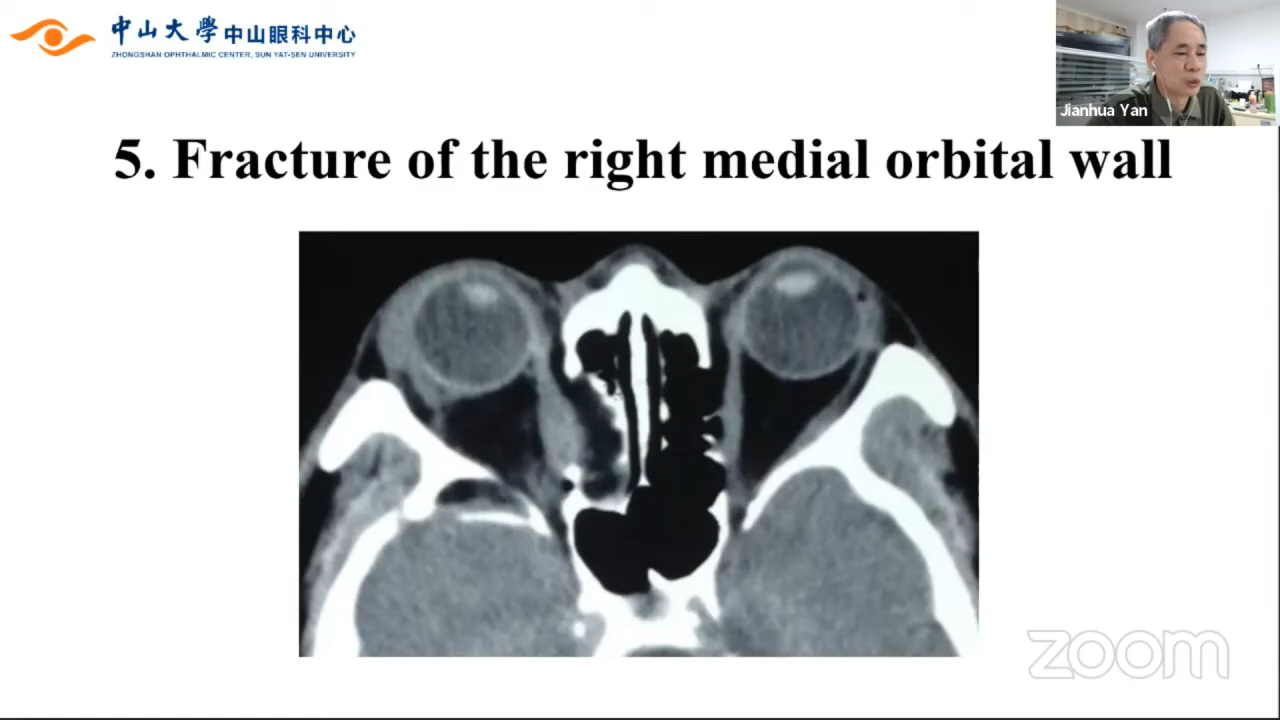 中山大學中山眼科中心
ZHONGSHAN OPHTHALMIC CENTER, SUN YAT-SEN UNIVERSITY
Jianhua Yan
5. Fracture of the right medial orbital wall
zoom